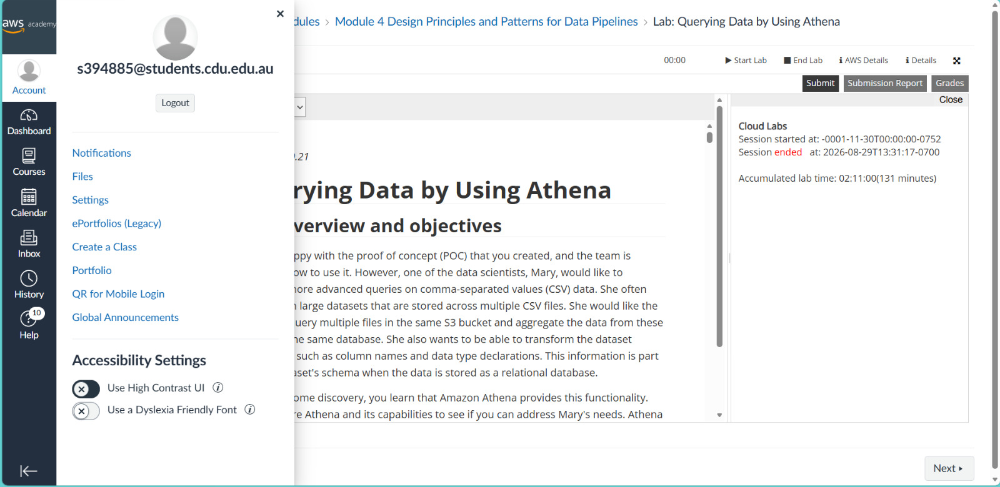 aws academy
Account
Dashboard
Courses
Calendar
Inbox
History
10
Help
s394885@students.cdu.edu.au
Logout
Notifications
Files
Settings
ePortfolios (Legacy)
Create a Class
Portfolio
QR for Mobile Login
Global Announcements
Accessibility Settings
Use High Contrast UI
Use a Dyslexia Friendly Font
dules > Module 4 Design Principles and Patterns for Data Pipelines > Lab: Querying Data by Using Athena
00:00 Start Lab End Lab AWS Details Details
Submit Submission Report Grades
.21
rying Data by Using Athena
verview and objectives
ppy with the proof of concept (POC) that you created, and the team is
ow to use it. However, one of the data scientists, Mary, would like to
ore advanced queries on comma-separated values (CSV) data. She often
large datasets that are stored across multiple CSV files. She would like the
uery multiple files in the same S3 bucket and aggregate the data from these
e same database. She also wants to be able to transform the dataset
such as column names and data type declarations. This information is part
aset's schema when the data is stored as a relational database.
ome discovery, you learn that Amazon Athena provides this functionality.
re Athena and its capabilities to see if you can address Mary's needs. Athena
Close
Cloud Labs
Session started at: -0001-11-30T00:00:00-0752
Session ended at: 2026-08-29T13:31:17-0700
Accumulated lab time: 02:11:00(131 minutes)
Next